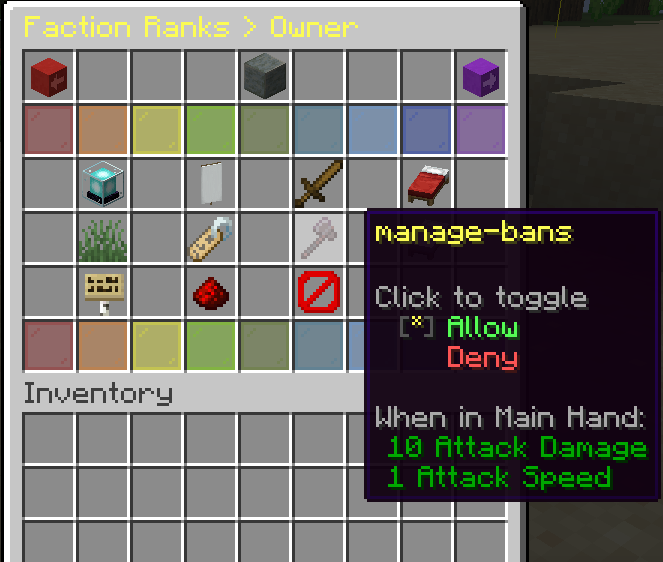 Faction Ranks > Owner
manage-bans
Click to toggle
[*] Allow
Deny
Inventory
When in Main Hand:
10 Attack Damage
1 Attack Speed